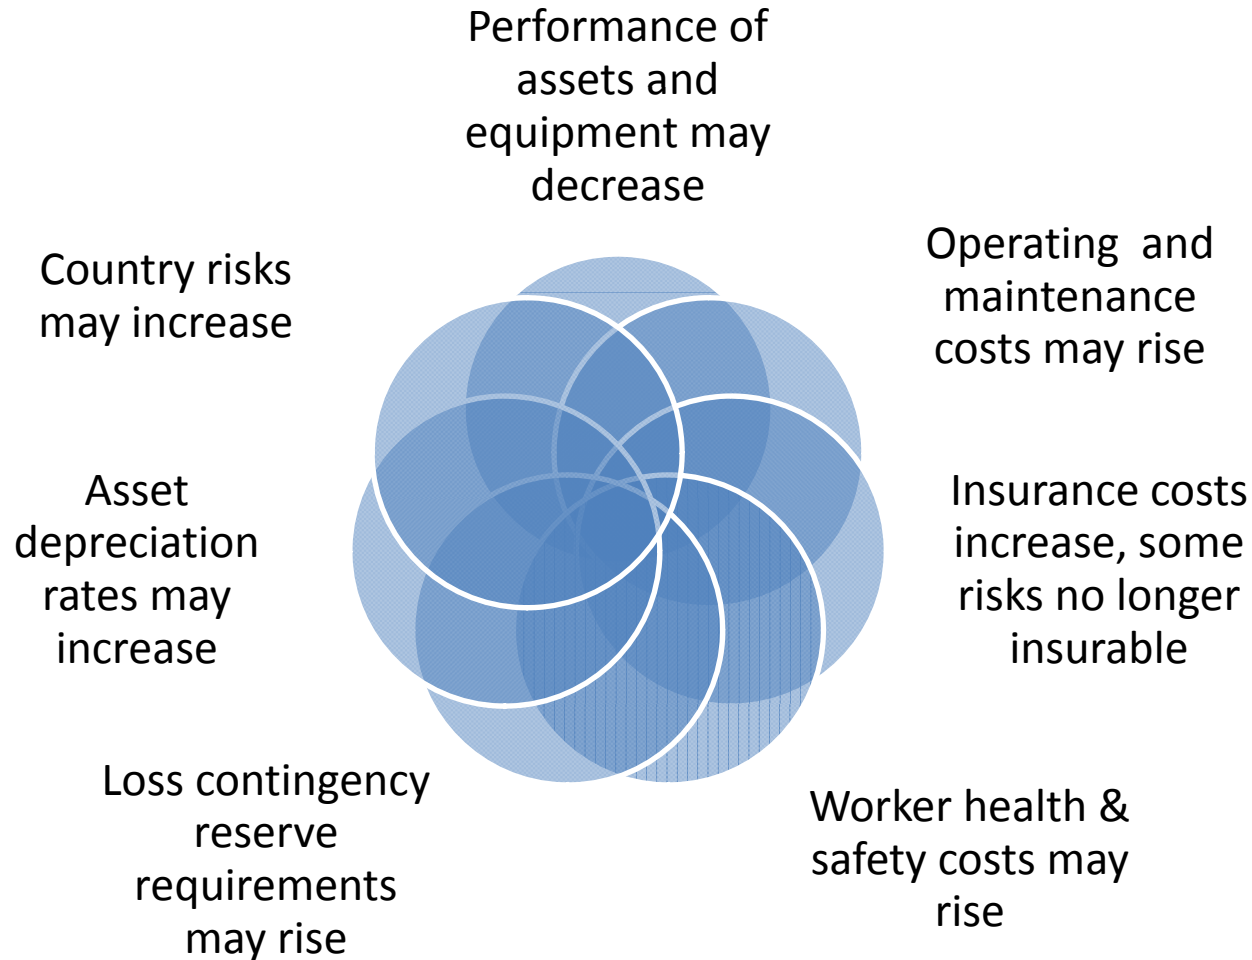 Performance of
assets and
equipment may
decrease
Operating and
maintenance
costs may rise
Insurance costs
increase, some
risks no longer
insurable
Worker health &
safety costs may
rise
Loss contingency
reserve
requirements
may rise
Asset
depreciation
rates may
increase
Country risks
may increase